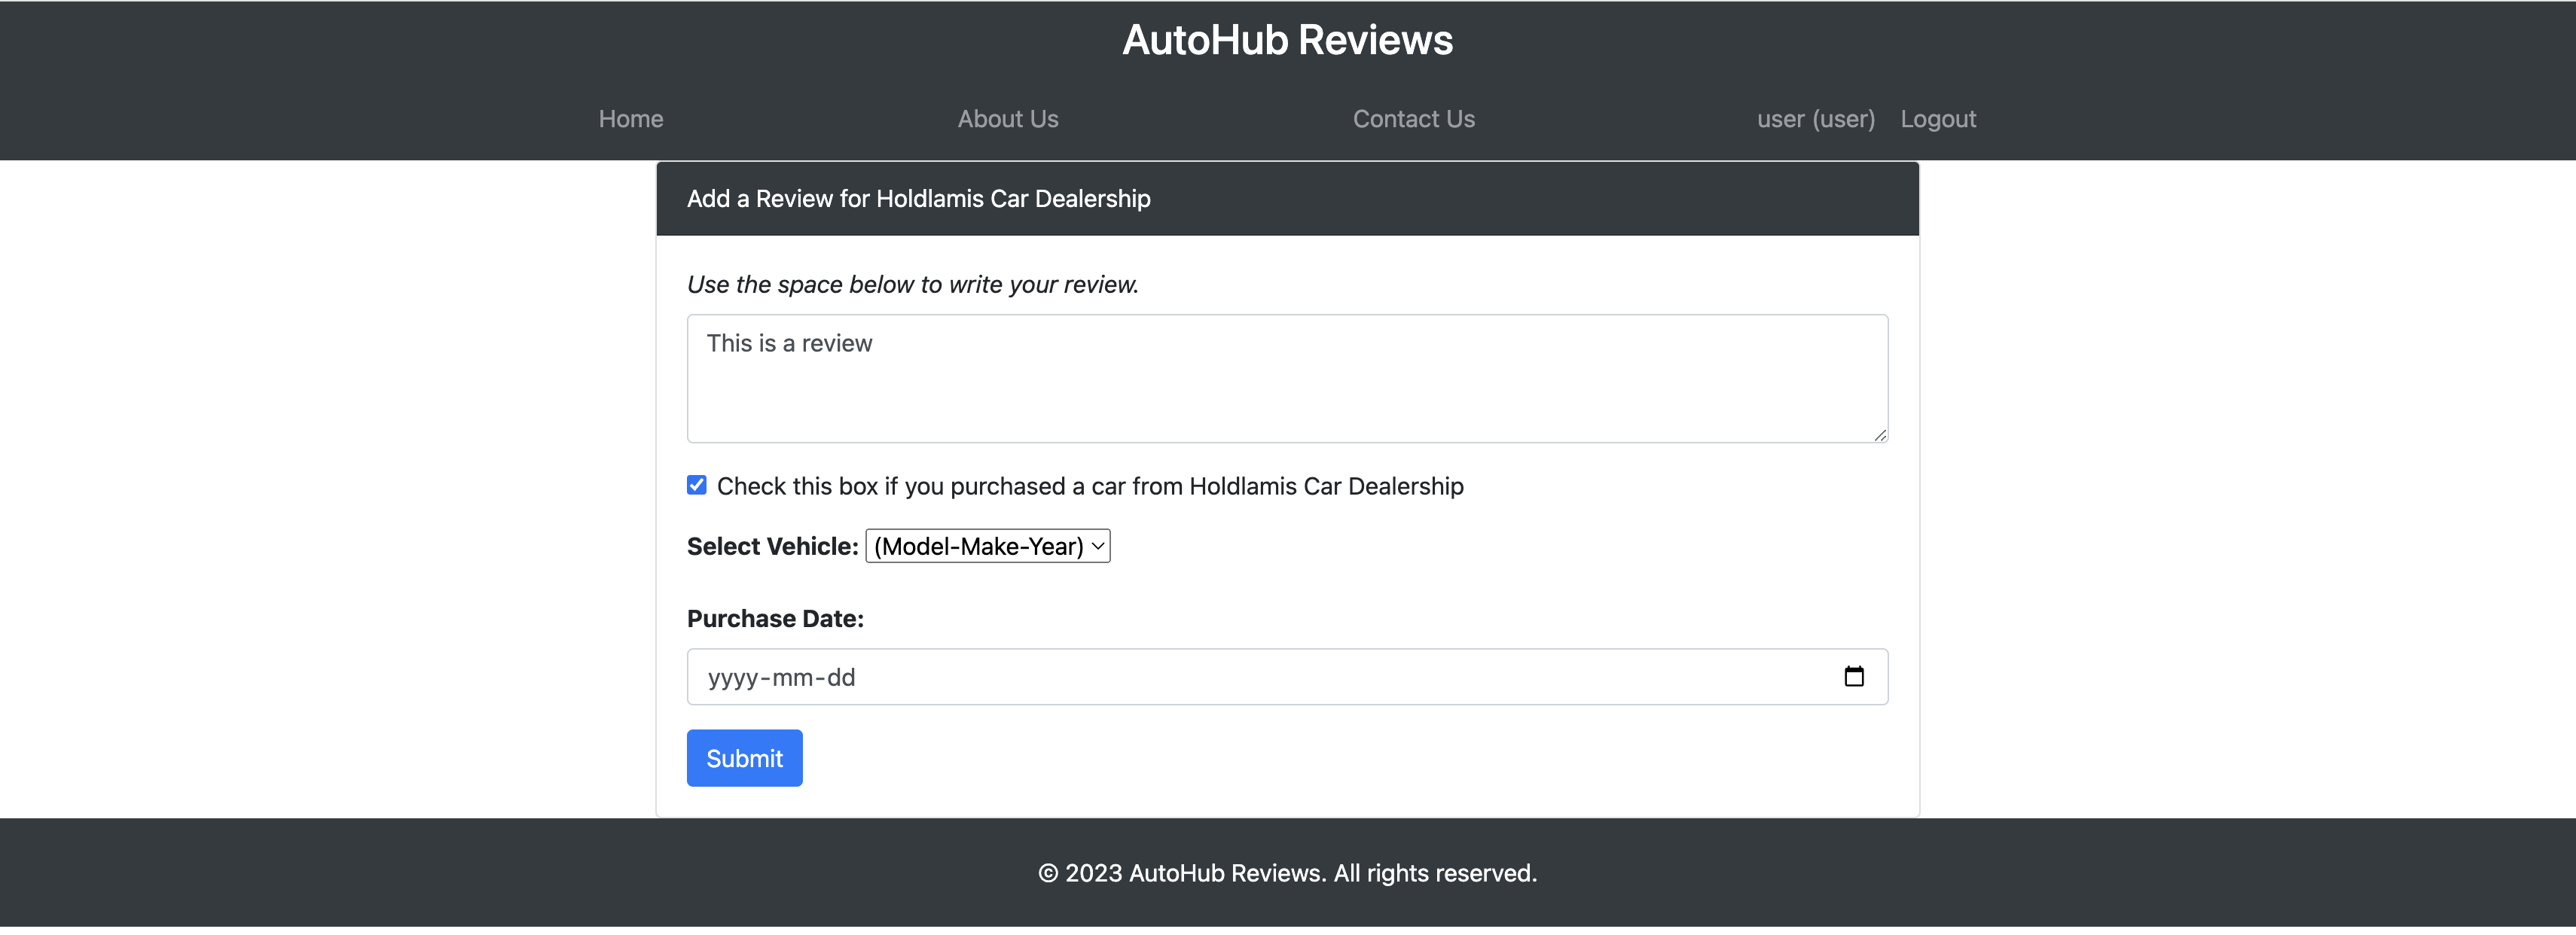 AutoHub Reviews
Home About Us Contact Us user (user) Logout
Add a Review for Holdlamis Car Dealership
Use the space below to write your review.
This is a review
Check this box if you purchased a car from Holdlamis Car Dealership
Select Vehicle: (Model-Make-Year)
Purchase Date:
yyyy-mm-dd
Submit
© 2023 AutoHub Reviews. All rights reserved.